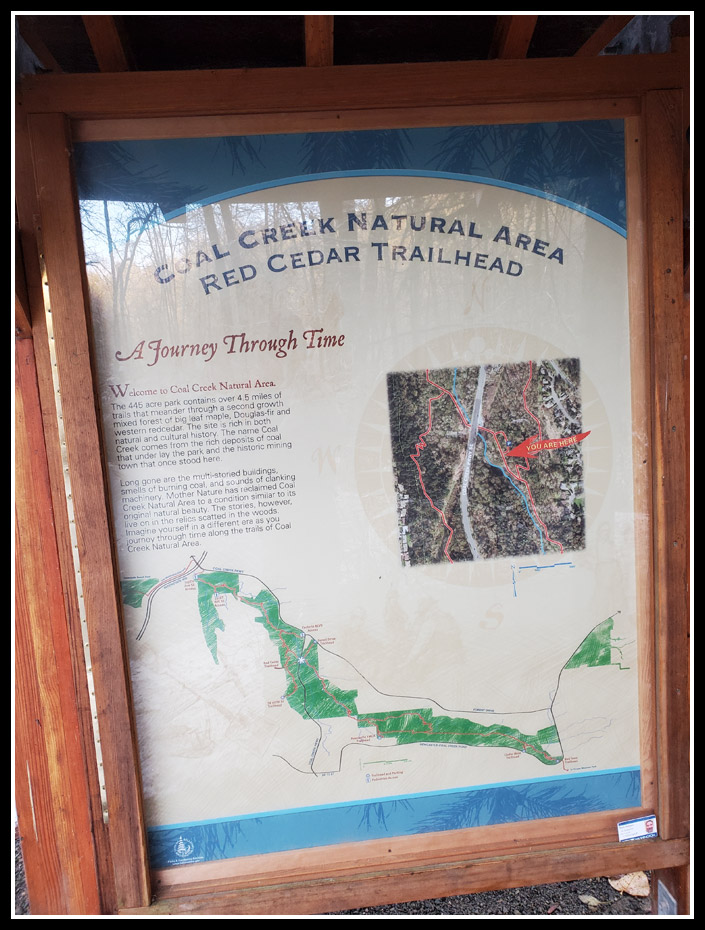 COAL CREEK NATURAL AREA
RED CEDAR TRAILHEAD
A Journey Through Time
Welcome to Coal Creek Natural Area.
The 445 acre park contains over 4.5 miles of
trails that meander through a second growth
mixed forest of big leaf maple, Douglas-fir and
western redcedar. The site is rich in both
natural and cultural history. The name Coal
Creek comes from the rich deposits of coal
that under lay the park and the historic mining
town that once stood here.
Long gone are the multi-storied buildings,
smells of burning coal, and sounds of clanking
machinery. Mother Nature has reclaimed Coal
Creek Natural Area to a condition similar to its
original natural beauty. The stories, however,
live on in the relics scatted in the woods.
Imagine yourself in a different era as you
journey through time along the trails of Coal
Creek Natural Area.
YOU ARE HERE